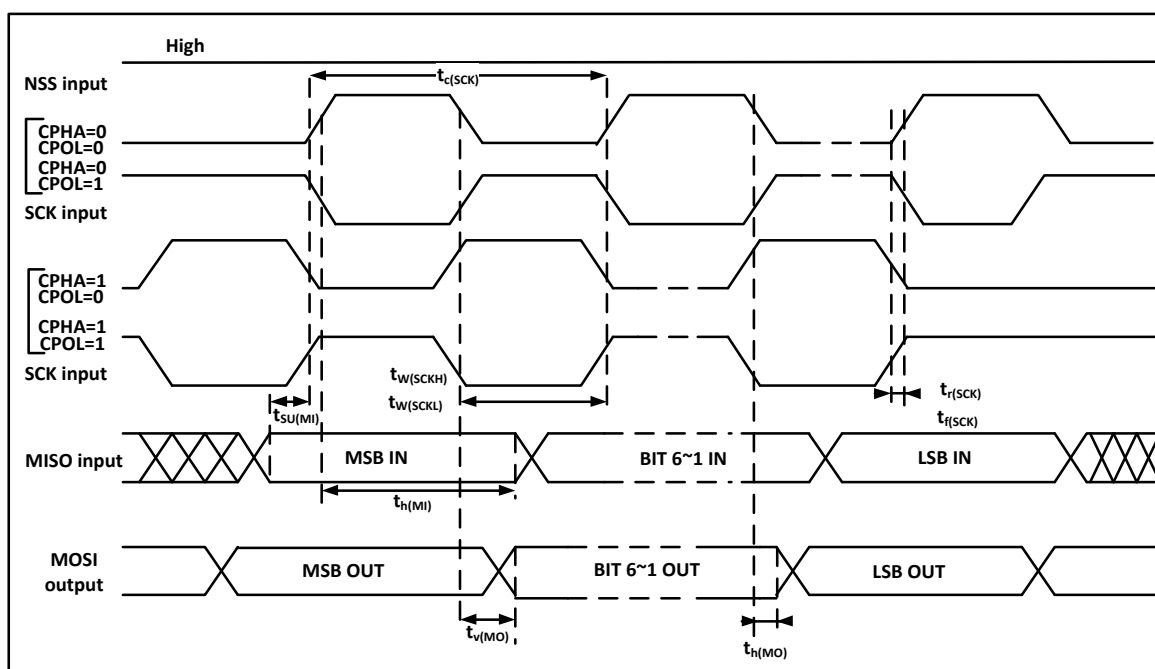 High
NSS input
tc(SCK)
CPHA=0
CPOL=0
CPHA=0
CPOL=1
SCK input
CPHA=1
CPOL=0
CPHA=1
CPOL=1
SCK input
tW(SCKH)
tW(SCKL)
tr(SCK)
tf(SCK)
tSU(MI)
MISO input
MSB IN
BIT 6~1 IN
LSB IN
th(MI)
MOSI
output
MSB OUT
BIT 6~1 OUT
LSB OUT
tv(MO)
th(MO)